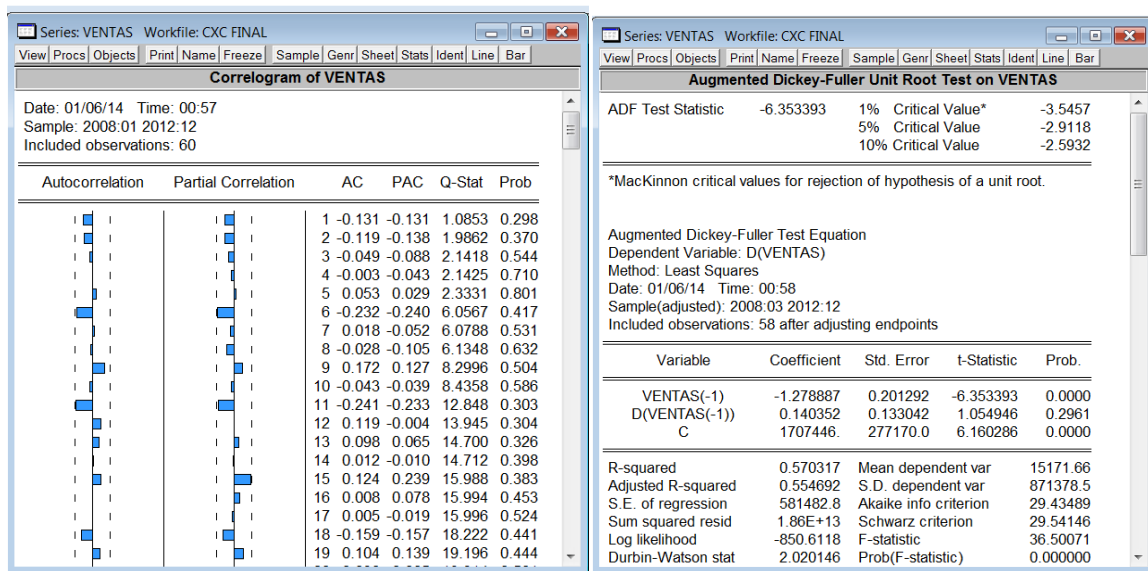 Series: VENTAS Workfile: CXC FINAL
View Procs Objects Print Name Freeze Sample Genr Sheet Stats Ident Line Bar
Correlogram of VENTAS
Date: 01/06/14 Time: 00:57
Sample: 2008:01 2012:12
Included observations: 60
Autocorrelation Partial Correlation AC PAC Q-Stat Prob
1 -0.131 -0.131 1.0853 0.298
2 -0.119 -0.138 1.9862 0.370
3 -0.049 -0.088 2.1418 0.544
4 -0.003 -0.043 2.1425 0.710
5 0.053 0.029 2.3331 0.801
6 -0.232 -0.240 6.0567 0.417
7 0.018 -0.052 6.0788 0.531
8 -0.028 -0.105 6.1348 0.632
9 0.172 0.127 8.2996 0.504
10 -0.043 -0.039 8.4358 0.586
11 -0.241 -0.233 12.848 0.303
12 0.119 -0.004 13.945 0.304
13 0.098 0.065 14.700 0.326
14 0.012 -0.010 14.712 0.398
15 0.124 0.239 15.988 0.383
16 0.008 0.078 15.994 0.453
17 0.005 -0.019 15.996 0.524
18 -0.159 -0.157 18.222 0.441
19 0.104 0.139 19.196 0.444
Series: VENTAS Workfile: CXC FINAL
View Procs Objects Print Name Freeze Sample Genr Sheet Stats Ident Line Bar
Augmented Dickey-Fuller Unit Root Test on VENTAS
ADF Test Statistic -6.353393 1% Critical Value* -3.5457
5% Critical Value -2.9118
10% Critical Value -2.5932
*MacKinnon critical values for rejection of hypothesis of a unit root.
Augmented Dickey-Fuller Test Equation
Dependent Variable: D(VENTAS)
Method: Least Squares
Date: 01/06/14 Time: 00:58
Sample(adjusted): 2008:03 2012:12
Included observations: 58 after adjusting endpoints
Variable Coefficient Std. Error t-Statistic Prob.
VENTAS(-1) -1.278887 0.201292 -6.353393 0.0000
D(VENTAS(-1)) 0.140352 0.133042 1.054946 0.2961
C 1707446. 277170.0 6.160286 0.0000
R-squared 0.570317 Mean dependent var 15171.66
Adjusted R-squared 0.554692 S.D. dependent var 871378.5
S.E. of regression 581482.8 Akaike info criterion 29.43489
Sum squared resid 1.86E+13 Schwarz criterion 29.54146
Log likelihood -850.6118 F-statistic 36.50071
Durbin-Watson stat 2.020146 Prob(F-statistic) 0.000000